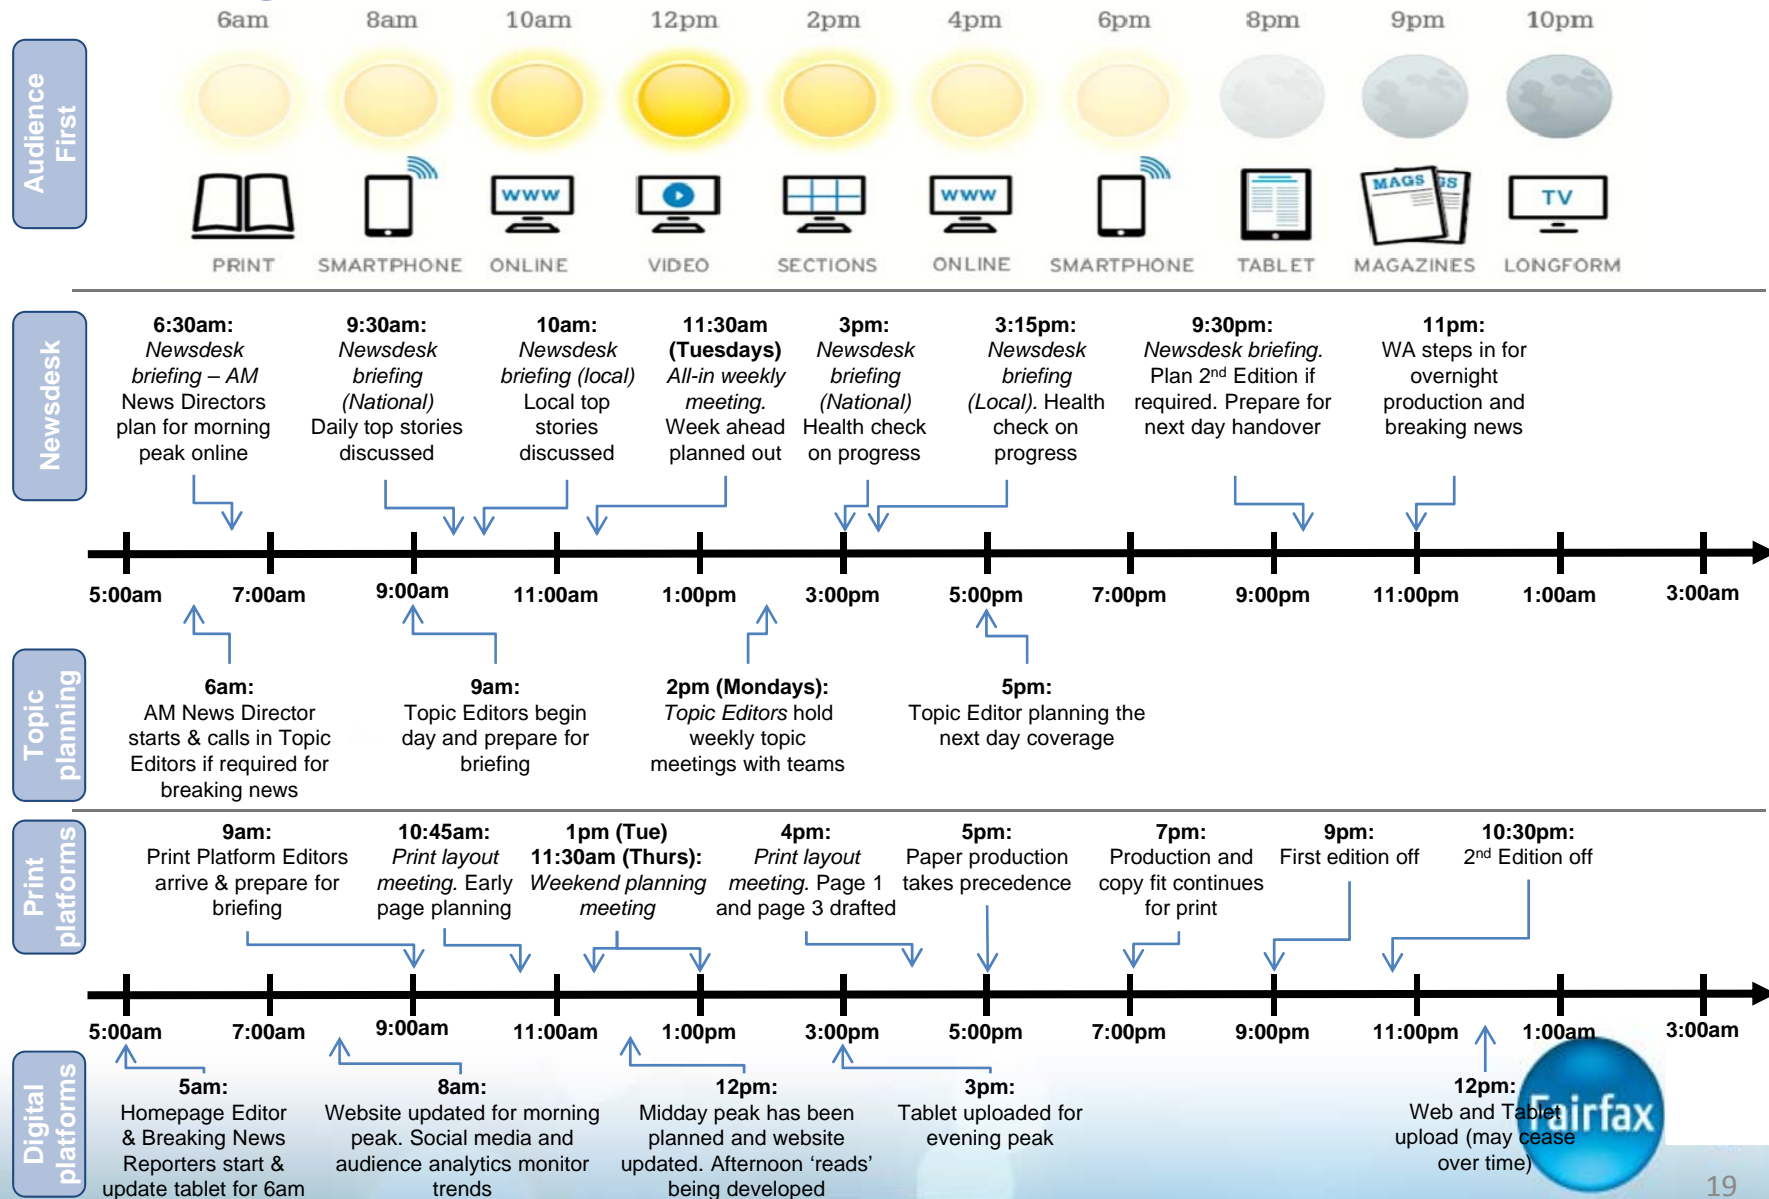 6am 8am 10am 12pm 2pm 4pm 6pm 8pm 9pm 10pm
Audience
First
www
www
MAGS GS
TV
PRINT SMARTPHONE ONLINE VIDEO SECTIONS ONLINE SMARTPHONE TABLET MAGAZINES LONGFORM
Newsdesk
6:30am:
Newsdesk
briefing – AM
News Directors
plan for morning
peak online
9:30am:
Newsdesk
briefing
(National)
Daily top stories
discussed
10am:
Newsdesk
briefing (local)
Local top
stories
discussed
11:30am
(Tuesdays)
All-in weekly
meeting.
Week ahead
planned out
3pm:
Newsdesk
briefing
(National)
Health check
on progress
3:15pm:
Newsdesk
briefing
(Local). Health
check on
progress
9:30pm:
Newsdesk briefing.
Plan 2nd Edition if
required. Prepare for
next day handover
11pm:
WA steps in for
overnight
production and
breaking news
5:00am 7:00am 9:00am 11:00am 1:00pm 3:00pm 5:00pm 7:00pm 9:00pm 11:00pm 1:00am 3:00am
Topic
planning
6am:
AM News Director
starts & calls in Topic
Editors if required for
breaking news
9am:
Topic Editors begin
day and prepare for
briefing
2pm (Mondays):
Topic Editors hold
weekly topic
meetings with teams
5pm:
Topic Editor planning the
next day coverage
Print
platforms
9am:
Print Platform Editors
arrive & prepare for
briefing
10:45am:
Print layout
meeting. Early
page planning
1pm (Tue)
11:30am (Thurs):
Weekend planning
meeting
4pm:
Print layout
meeting. Page 1
and page 3 drafted
5pm:
Paper production
takes precedence
7pm:
Production and
copy fit continues
for print
9pm:
First edition off
10:30pm:
2nd Edition off
5:00am 7:00am 9:00am 11:00am 1:00pm 3:00pm 5:00pm 7:00pm 9:00pm 11:00pm 1:00am 3:00am
Digital
platforms
5am:
Homepage Editor
& Breaking News
Reporters start &
update tablet for 6am
8am:
Website updated for morning
peak. Social media and
audience analytics monitor
trends
12pm:
Midday peak has been
planned and website
updated. Afternoon ‘reads’
being developed
3pm:
Tablet uploaded for
evening peak
12pm:
Web and Tablet
upload (may cease
over time)
Fairfax
19